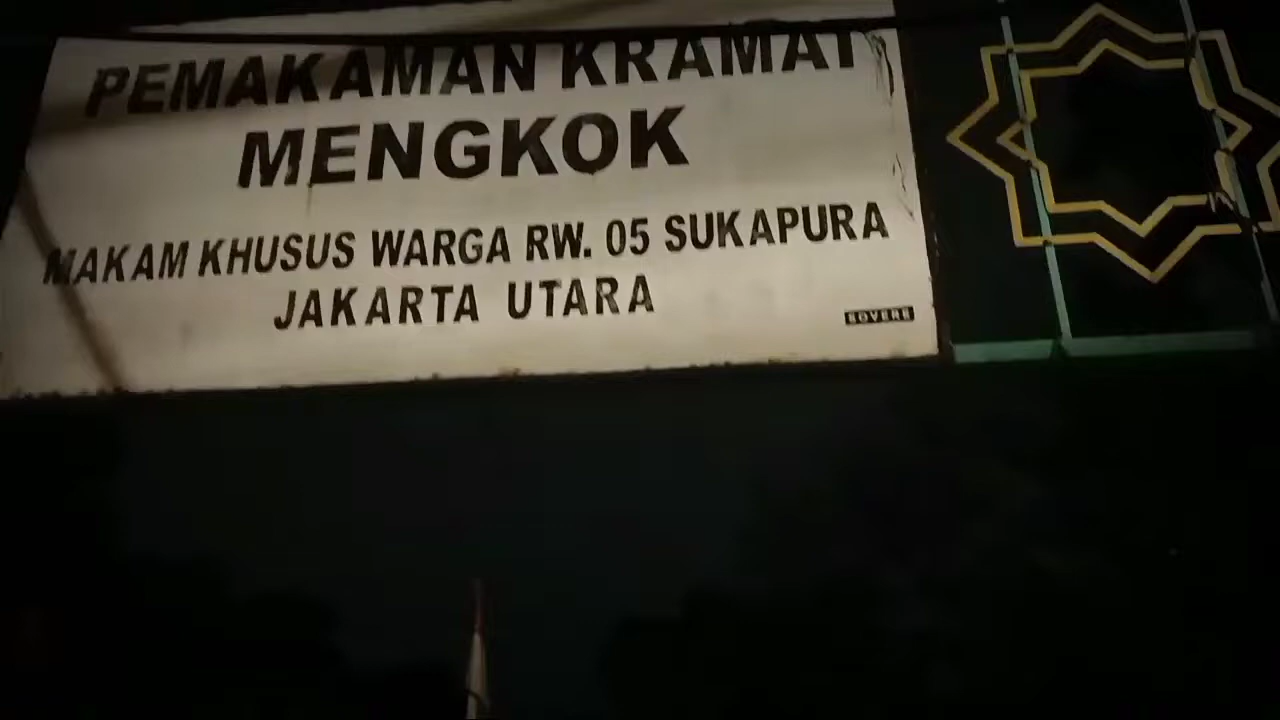 PEMAKAMAN KRAMAT
MENGKOK
MAKAM KHUSUS WARGA RW. 05 SUKAPURA
JAKARTA UTARA